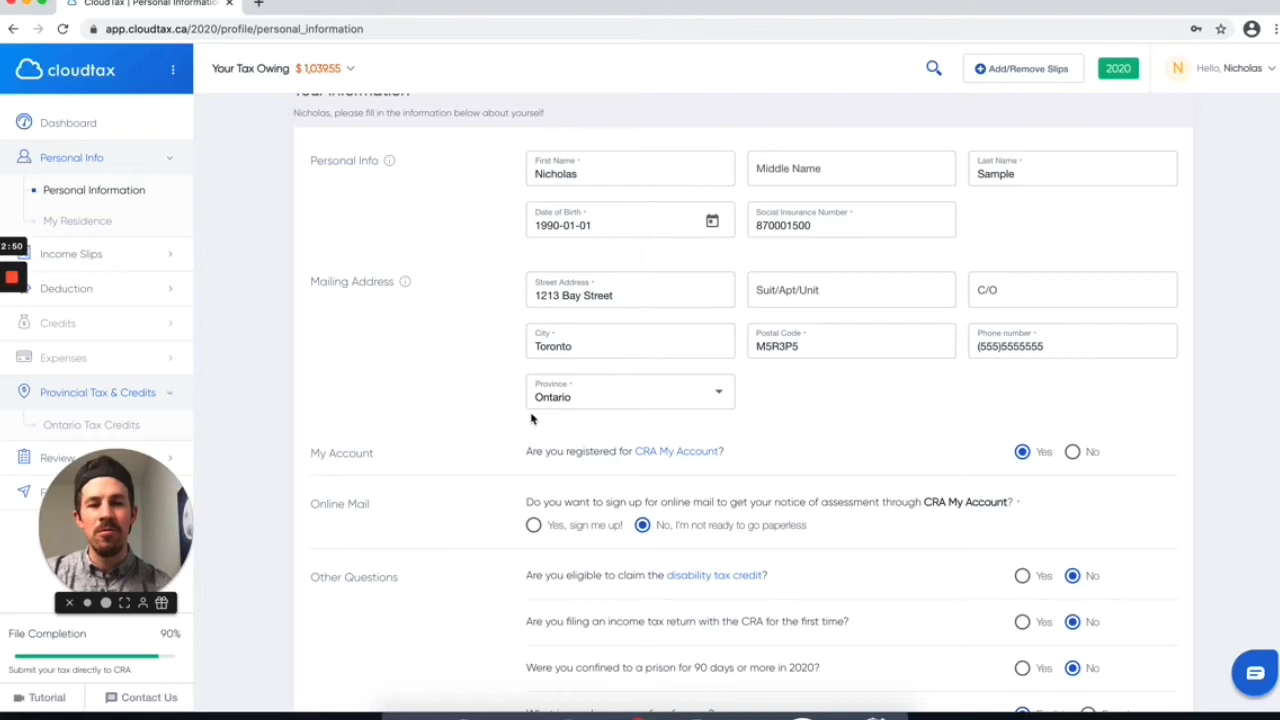 CloudTax | Personal Informatio
app.cloudtax.ca/2020/profile/personal_information
cloudtax
Your Tax Owing $ 1,039.55
Add/Remove Slips
2020
N
Hello, Nicholas
Dashboard
Personal Info
Personal Information
My Residence
2:50
Income Slips
Deduction
Credits
Expenses
Provincial Tax & Credits
Ontario Tax Credits
Review
File Completion 90%
Submit your tax directly to CRA
Tutorial
Contact Us
Your Information
Nicholas, please fill in the information below about yourself
Personal Info
First Name *
Nicholas
Middle Name
Last Name *
Sample
Date of Birth *
1990-01-01
Social Insurance Number *
870001500
Mailing Address
Street Address *
1213 Bay Street
Suit/Apt/Unit
C/O
City *
Toronto
Postal Code *
M5R3P5
Phone number *
(555)5555555
Province *
Ontario
My Account
Are you registered for CRA My Account?
Yes No
Online Mail
Do you want to sign up for online mail to get your notice of assessment through CRA My Account? *
Yes, sign me up! No, I'm not ready to go paperless
Other Questions
Are you eligible to claim the disability tax credit?
Yes No
Are you filing an income tax return with the CRA for the first time?
Yes No
Were you confined to a prison for 90 days or more in 2020?
Yes No